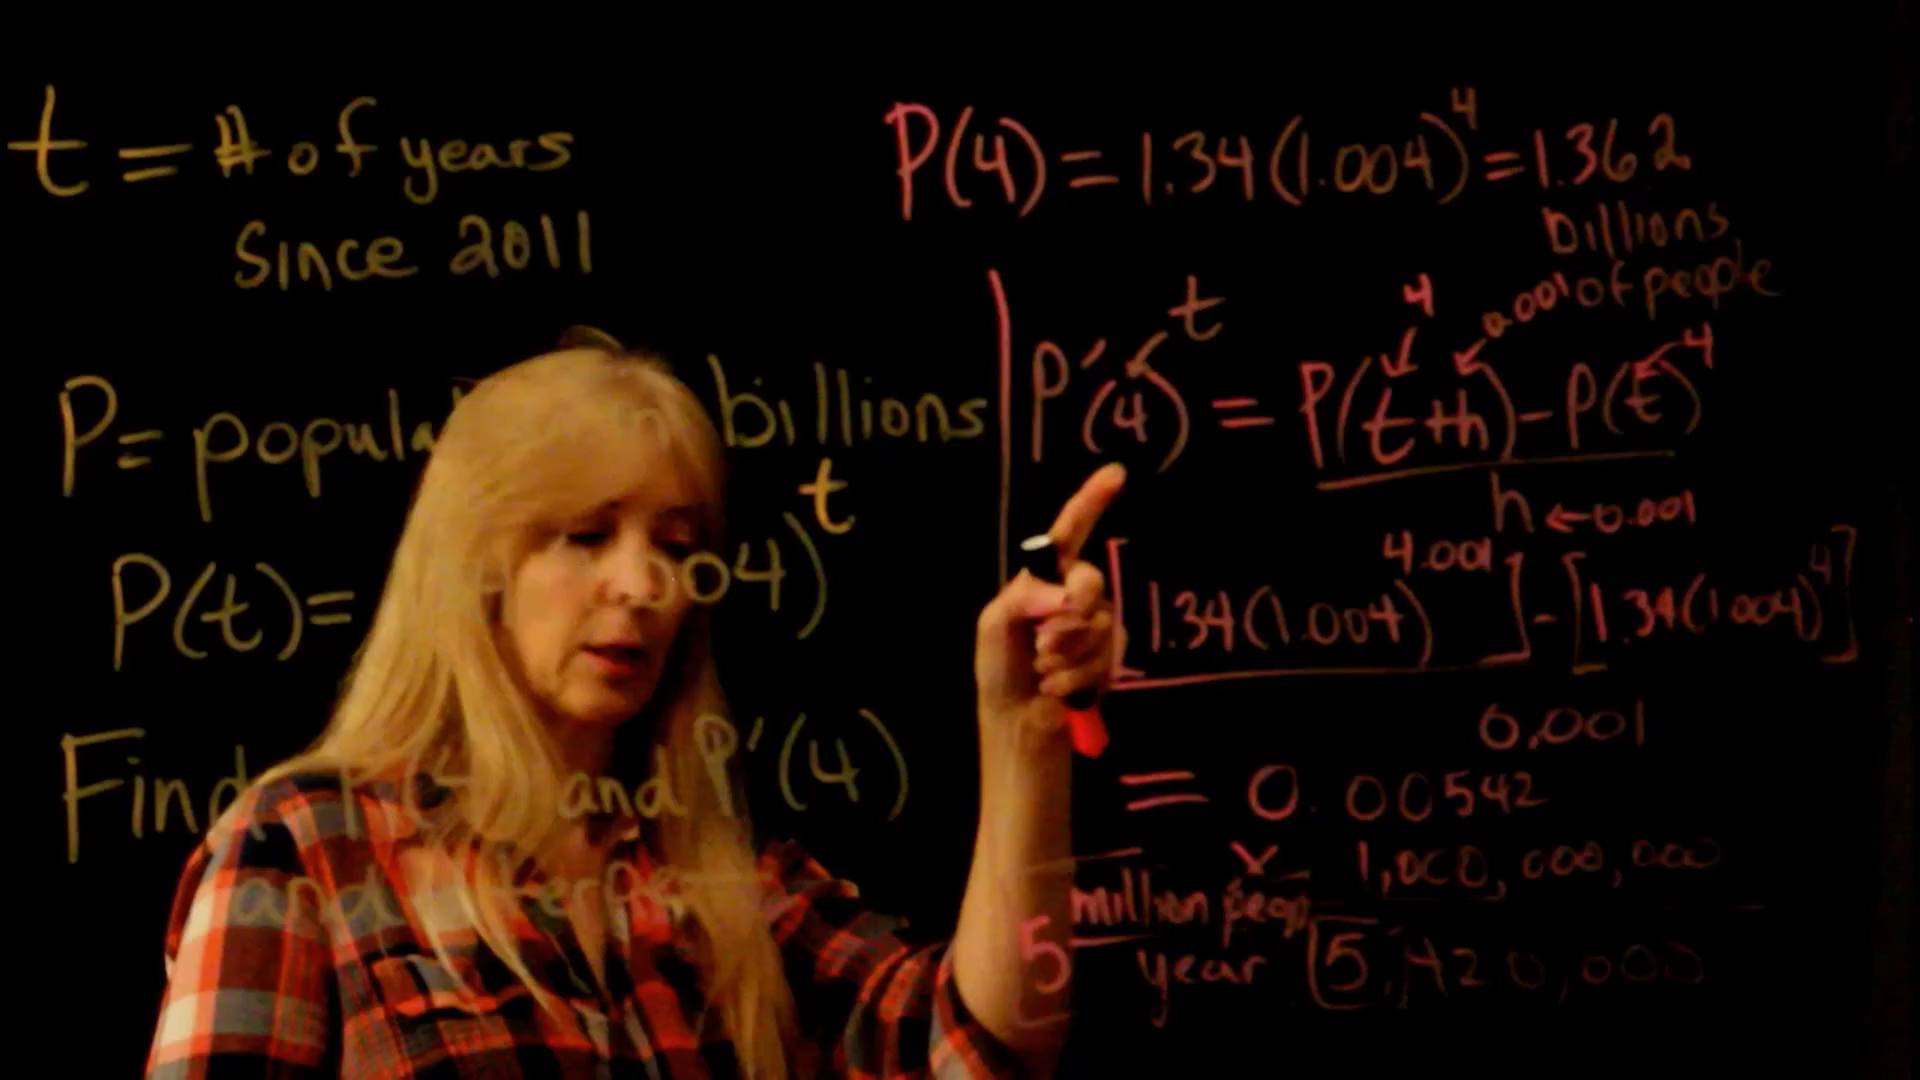 t = # of years
since 2011
P = popula billions
P(t) = 004)^t
Find and P'(4)
and
P(4) = 1.34(1.004)^4 = 1.362
billions
of people
t 4 0.001 4
P'(4) = P(t+h) - P(t)
h ← 0.001
[1.34(1.004)^4.001] - [1.34(1.004)^4]
0.001
= 0.00542
x 1,000,000,000
5 million
year 5,420,000